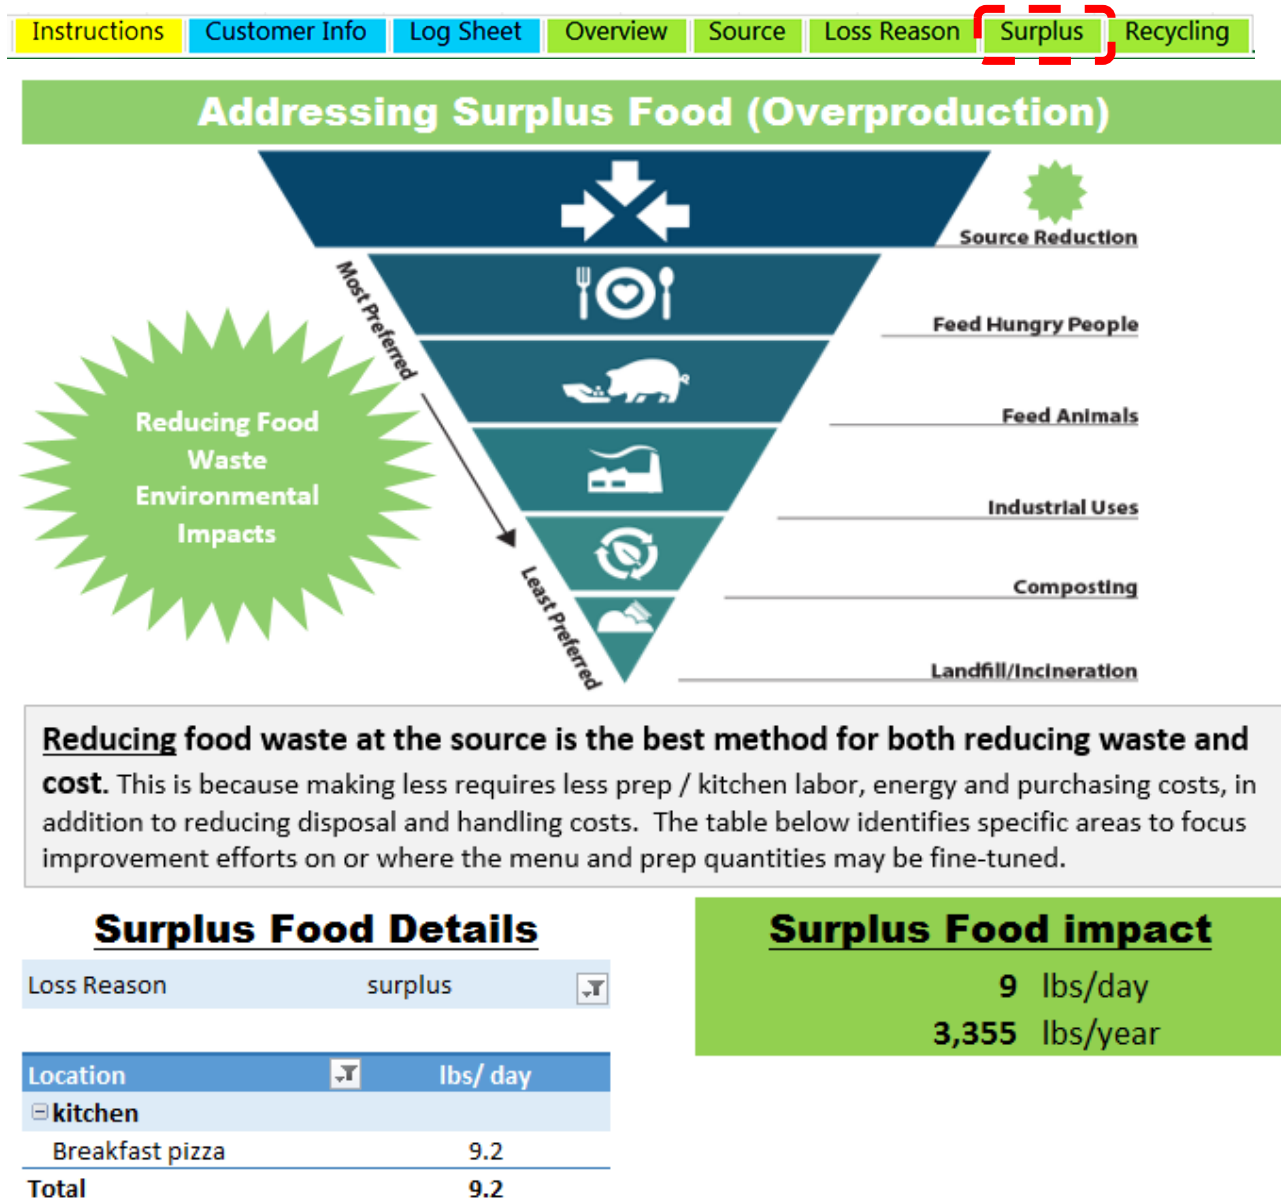 Instructions Customer Info Log Sheet Overview Source Loss Reason Surplus Recycling
Addressing Surplus Food (Overproduction)
Source Reduction
Most Preferred
Feed Hungry People
Feed Animals
Reducing Food
Waste
Environmental
Impacts
Industrial Uses
Composting
Least Preferred
Landfill/Incineration
Reducing food waste at the source is the best method for both reducing waste and
cost. This is because making less requires less prep / kitchen labor, energy and purchasing costs, in
addition to reducing disposal and handling costs. The table below identifies specific areas to focus
improvement efforts on or where the menu and prep quantities may be fine-tuned.
Surplus Food Details
Loss Reason surplus
Location lbs/ day
kitchen
Breakfast pizza 9.2
Total 9.2
Surplus Food impact
9 lbs/day
3,355 lbs/year